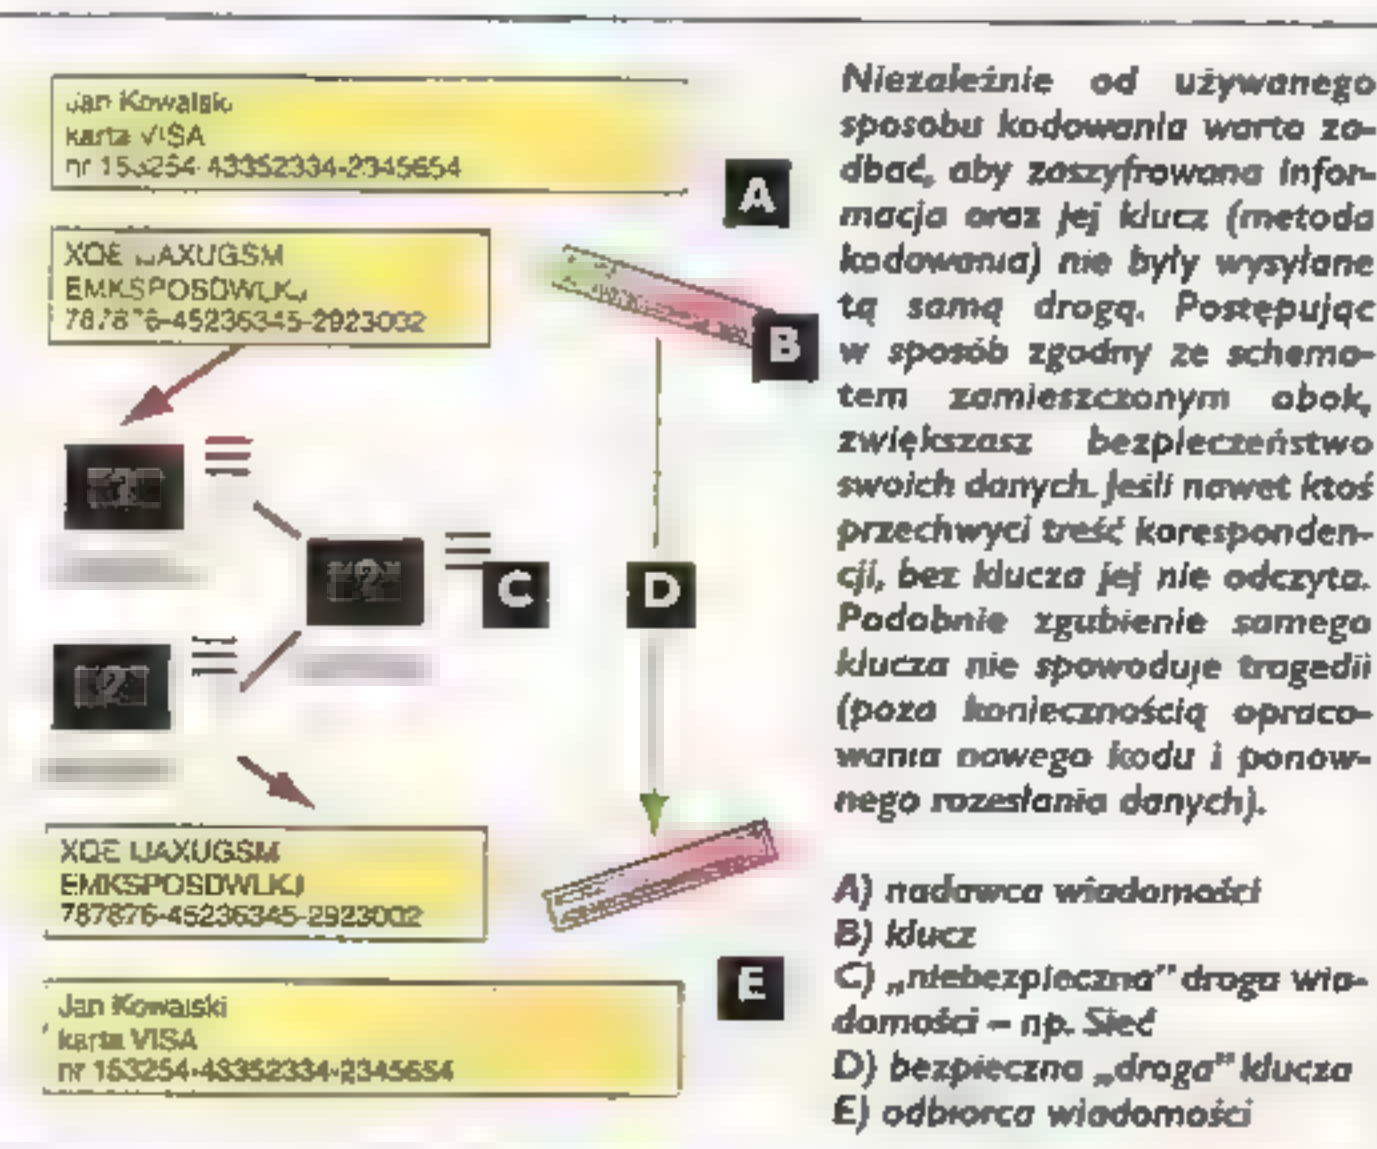 Jan Kowalski
karta VISA
nr 153254-43352334-2345654
A
XQE UAXUGSM
EMKSPOSDWLKJ
787876-45236345-2923002
B
?
?
C
D
?
XQE UAXUGSM
EMKSPOSDWLKJ
787876-45236345-2923002
E
Jan Kowalski
karta VISA
nr 153254-43352334-2345654
Niezależnie od używanego
sposobu kodowania warto za-
dbać, aby zaszyfrowana infor-
macja oraz jej klucz (metoda
kodowania) nie były wysyłane
tą samą drogą. Postępując
w sposób zgodny ze schema-
tem zamieszczonym obok,
zwiększasz bezpieczeństwo
swoich danych. Jeśli nawet ktoś
przechwyci treść koresponden-
cji, bez klucza jej nie odczyta.
Podobnie zgubienie samego
klucza nie spowoduje tragedii
(poza koniecznością opraco-
wania nowego kodu i ponow-
nego rozesłania danych).
A) nadawca wiadomości
B) klucz
C) „niebezpieczna” droga wia-
domości – np. Sieć
D) bezpieczna „droga” klucza
E) odbiorca wiadomości